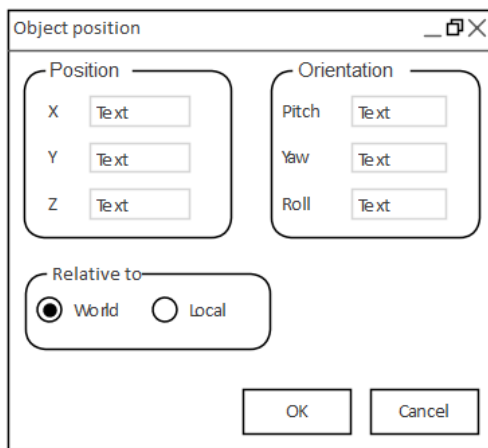 Object position
Position
X Text
Y Text
Z Text
Orientation
Pitch Text
Yaw Text
Roll Text
Relative to
World Local
OK Cancel